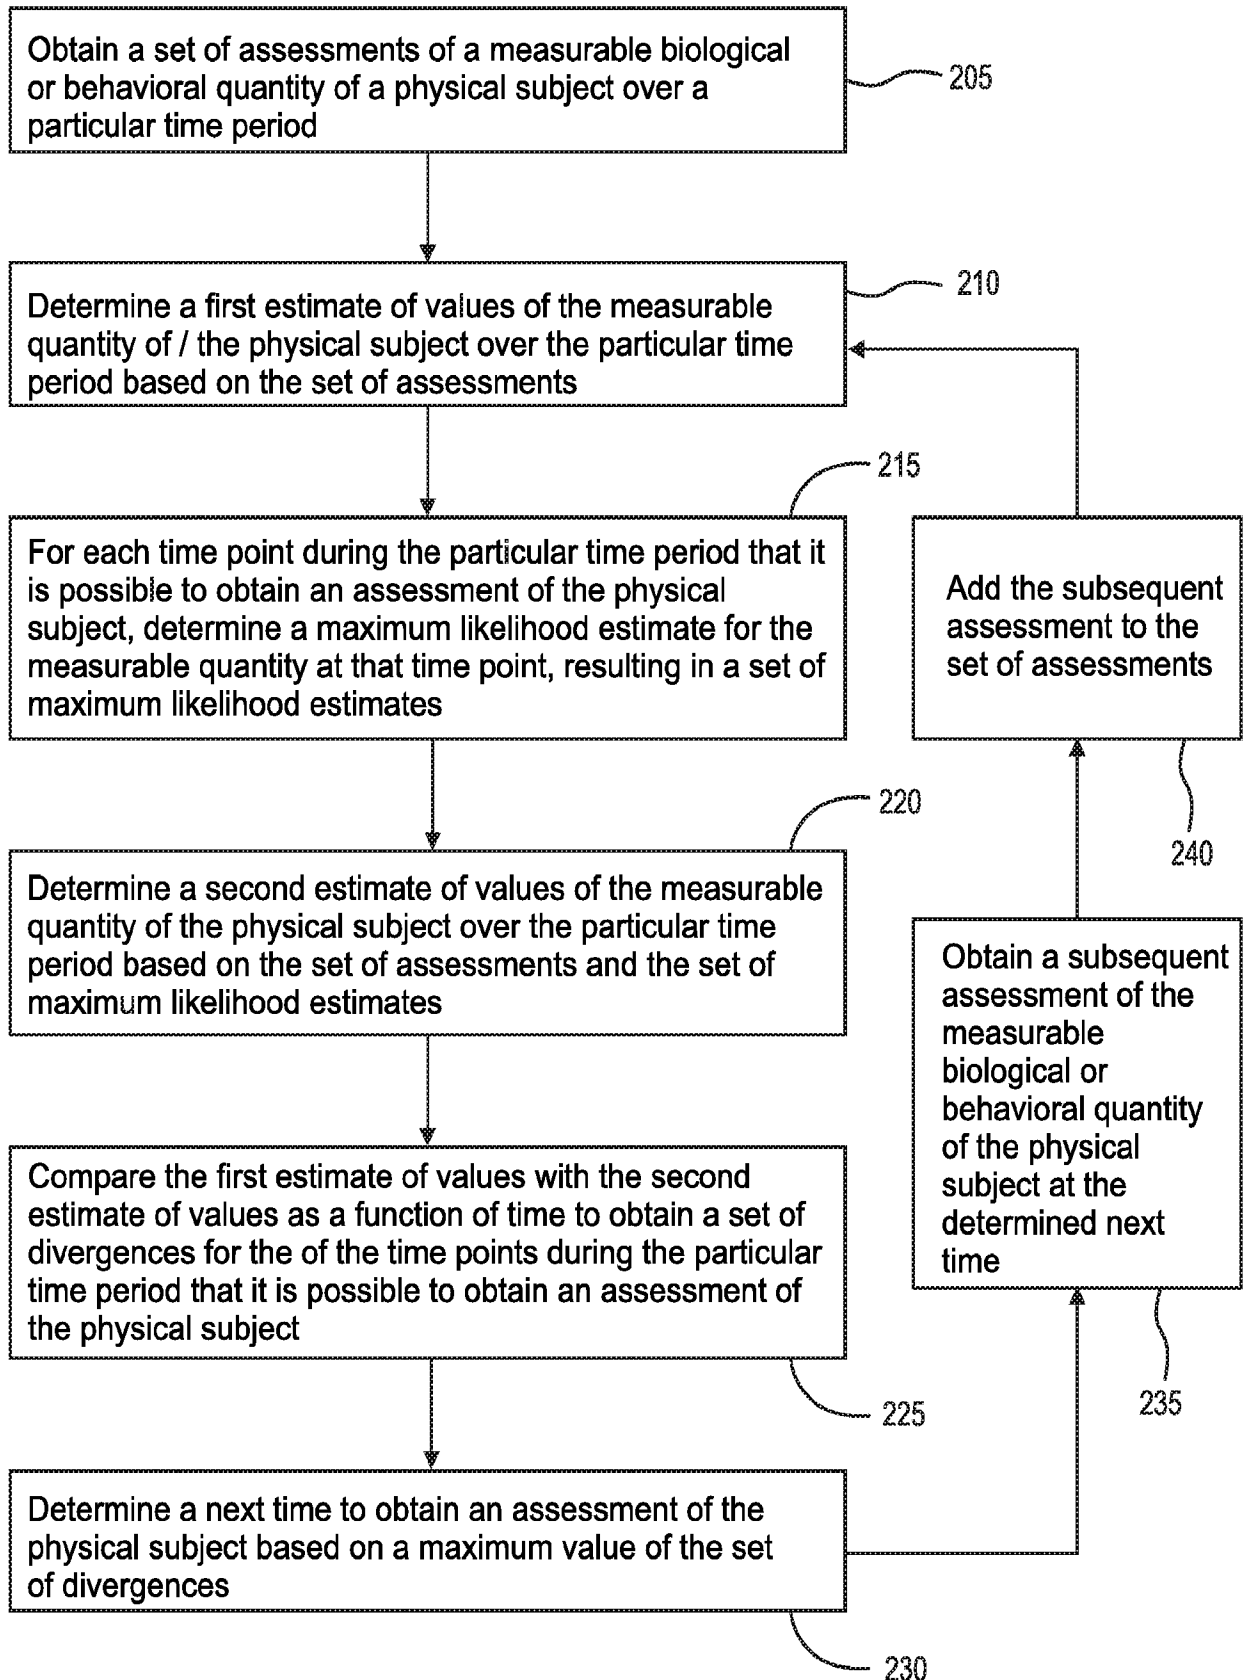 Obtain a set of assessments of a measurable biological
or behavioral quantity of a physical subject over a
particular time period
205
Determine a first estimate of values of the measurable
quantity of / the physical subject over the particular time
period based on the set of assessments
210
215
For each time point during the particular time period that it
is possible to obtain an assessment of the physical
subject, determine a maximum likelihood estimate for the
measurable quantity at that time point, resulting in a set of
maximum likelihood estimates
220
Determine a second estimate of values of the measurable
quantity of the physical subject over the particular time
period based on the set of assessments and the set of
maximum likelihood estimates
Compare the first estimate of values with the second
estimate of values as a function of time to obtain a set of
divergences for the of the time points during the particular
time period that it is possible to obtain an assessment of
the physical subject
225
Determine a next time to obtain an assessment of the
physical subject based on a maximum value of the set
of divergences
230
Obtain a subsequent
assessment of the
measurable
biological or
behavioral quantity
of the physical
subject at the
determined next
time
235
Add the subsequent
assessment to the
set of assessments
240